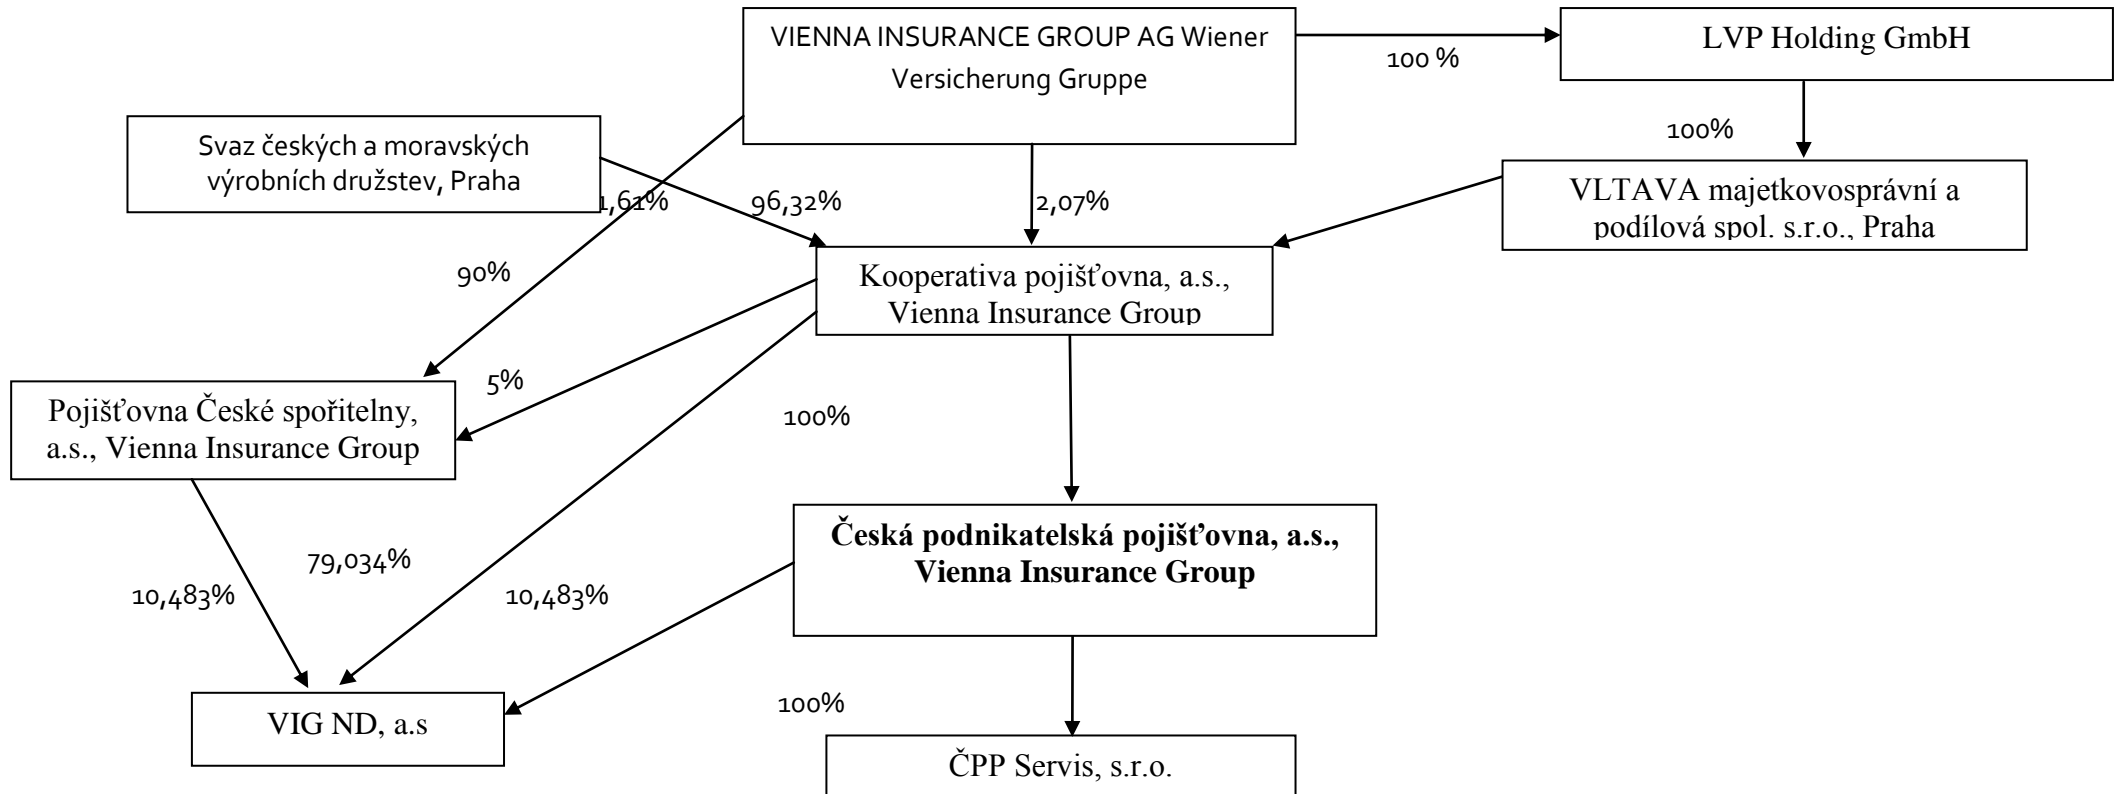 VIENNA INSURANCE GROUP AG Wiener
Versicherung Gruppe
100 %
LVP Holding GmbH
Svaz českých a moravských
výrobních družstev, Praha
100%
VLTAVA majetkovosprávní a
podílová spol. s.r.o., Praha
1,61%
96,32%
2,07%
90%
Kooperativa pojišťovna, a.s.,
Vienna Insurance Group
5%
100%
Pojišťovna České spořitelny,
a.s., Vienna Insurance Group
Česká podnikatelská pojišťovna, a.s.,
Vienna Insurance Group
79,034%
10,483%
10,483%
100%
VIG ND, a.s
ČPP Servis, s.r.o.